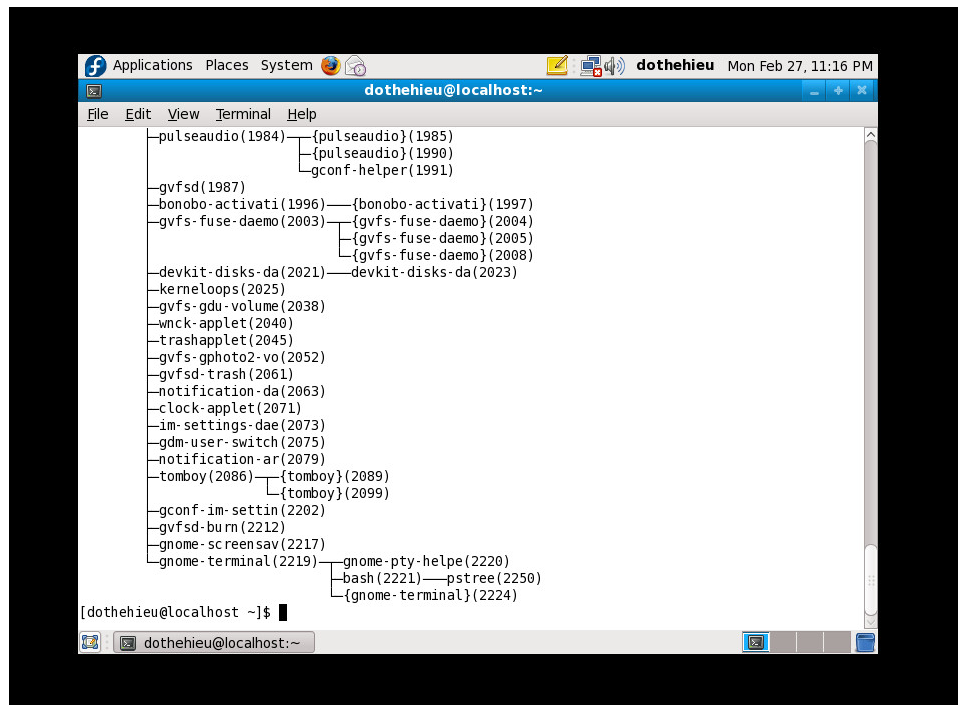 Applications Places System dothehieu Mon Feb 27, 11:16 PM
dothehieu@localhost:~
File Edit View Terminal Help
├─pulseaudio(1984)─┬─{pulseaudio}(1985)
├─{pulseaudio}(1990)
└─gconf-helper(1991)
├─gvfsd(1987)
├─bonobo-activati(1996)───{bonobo-activati}(1997)
├─gvfs-fuse-daemo(2003)─┬─{gvfs-fuse-daemo}(2004)
├─{gvfs-fuse-daemo}(2005)
└─{gvfs-fuse-daemo}(2008)
├─devkit-disks-da(2021)───devkit-disks-da(2023)
├─kerneloops(2025)
├─gvfs-gdu-volume(2038)
├─wnck-applet(2040)
├─trashapplet(2045)
├─gvfs-gphoto2-vo(2052)
├─gvfsd-trash(2061)
├─notification-da(2063)
├─clock-applet(2071)
├─im-settings-dae(2073)
├─gdm-user-switch(2075)
├─notification-ar(2079)
├─tomboy(2086)─┬─{tomboy}(2089)
└─{tomboy}(2099)
├─gconf-im-settin(2202)
├─gvfsd-burn(2212)
├─gnome-screensav(2217)
└─gnome-terminal(2219)─┬─gnome-pty-helpe(2220)
├─bash(2221)───pstree(2250)
└─{gnome-terminal}(2224)
[dothehieu@localhost ~]$
dothehieu@localhost:~